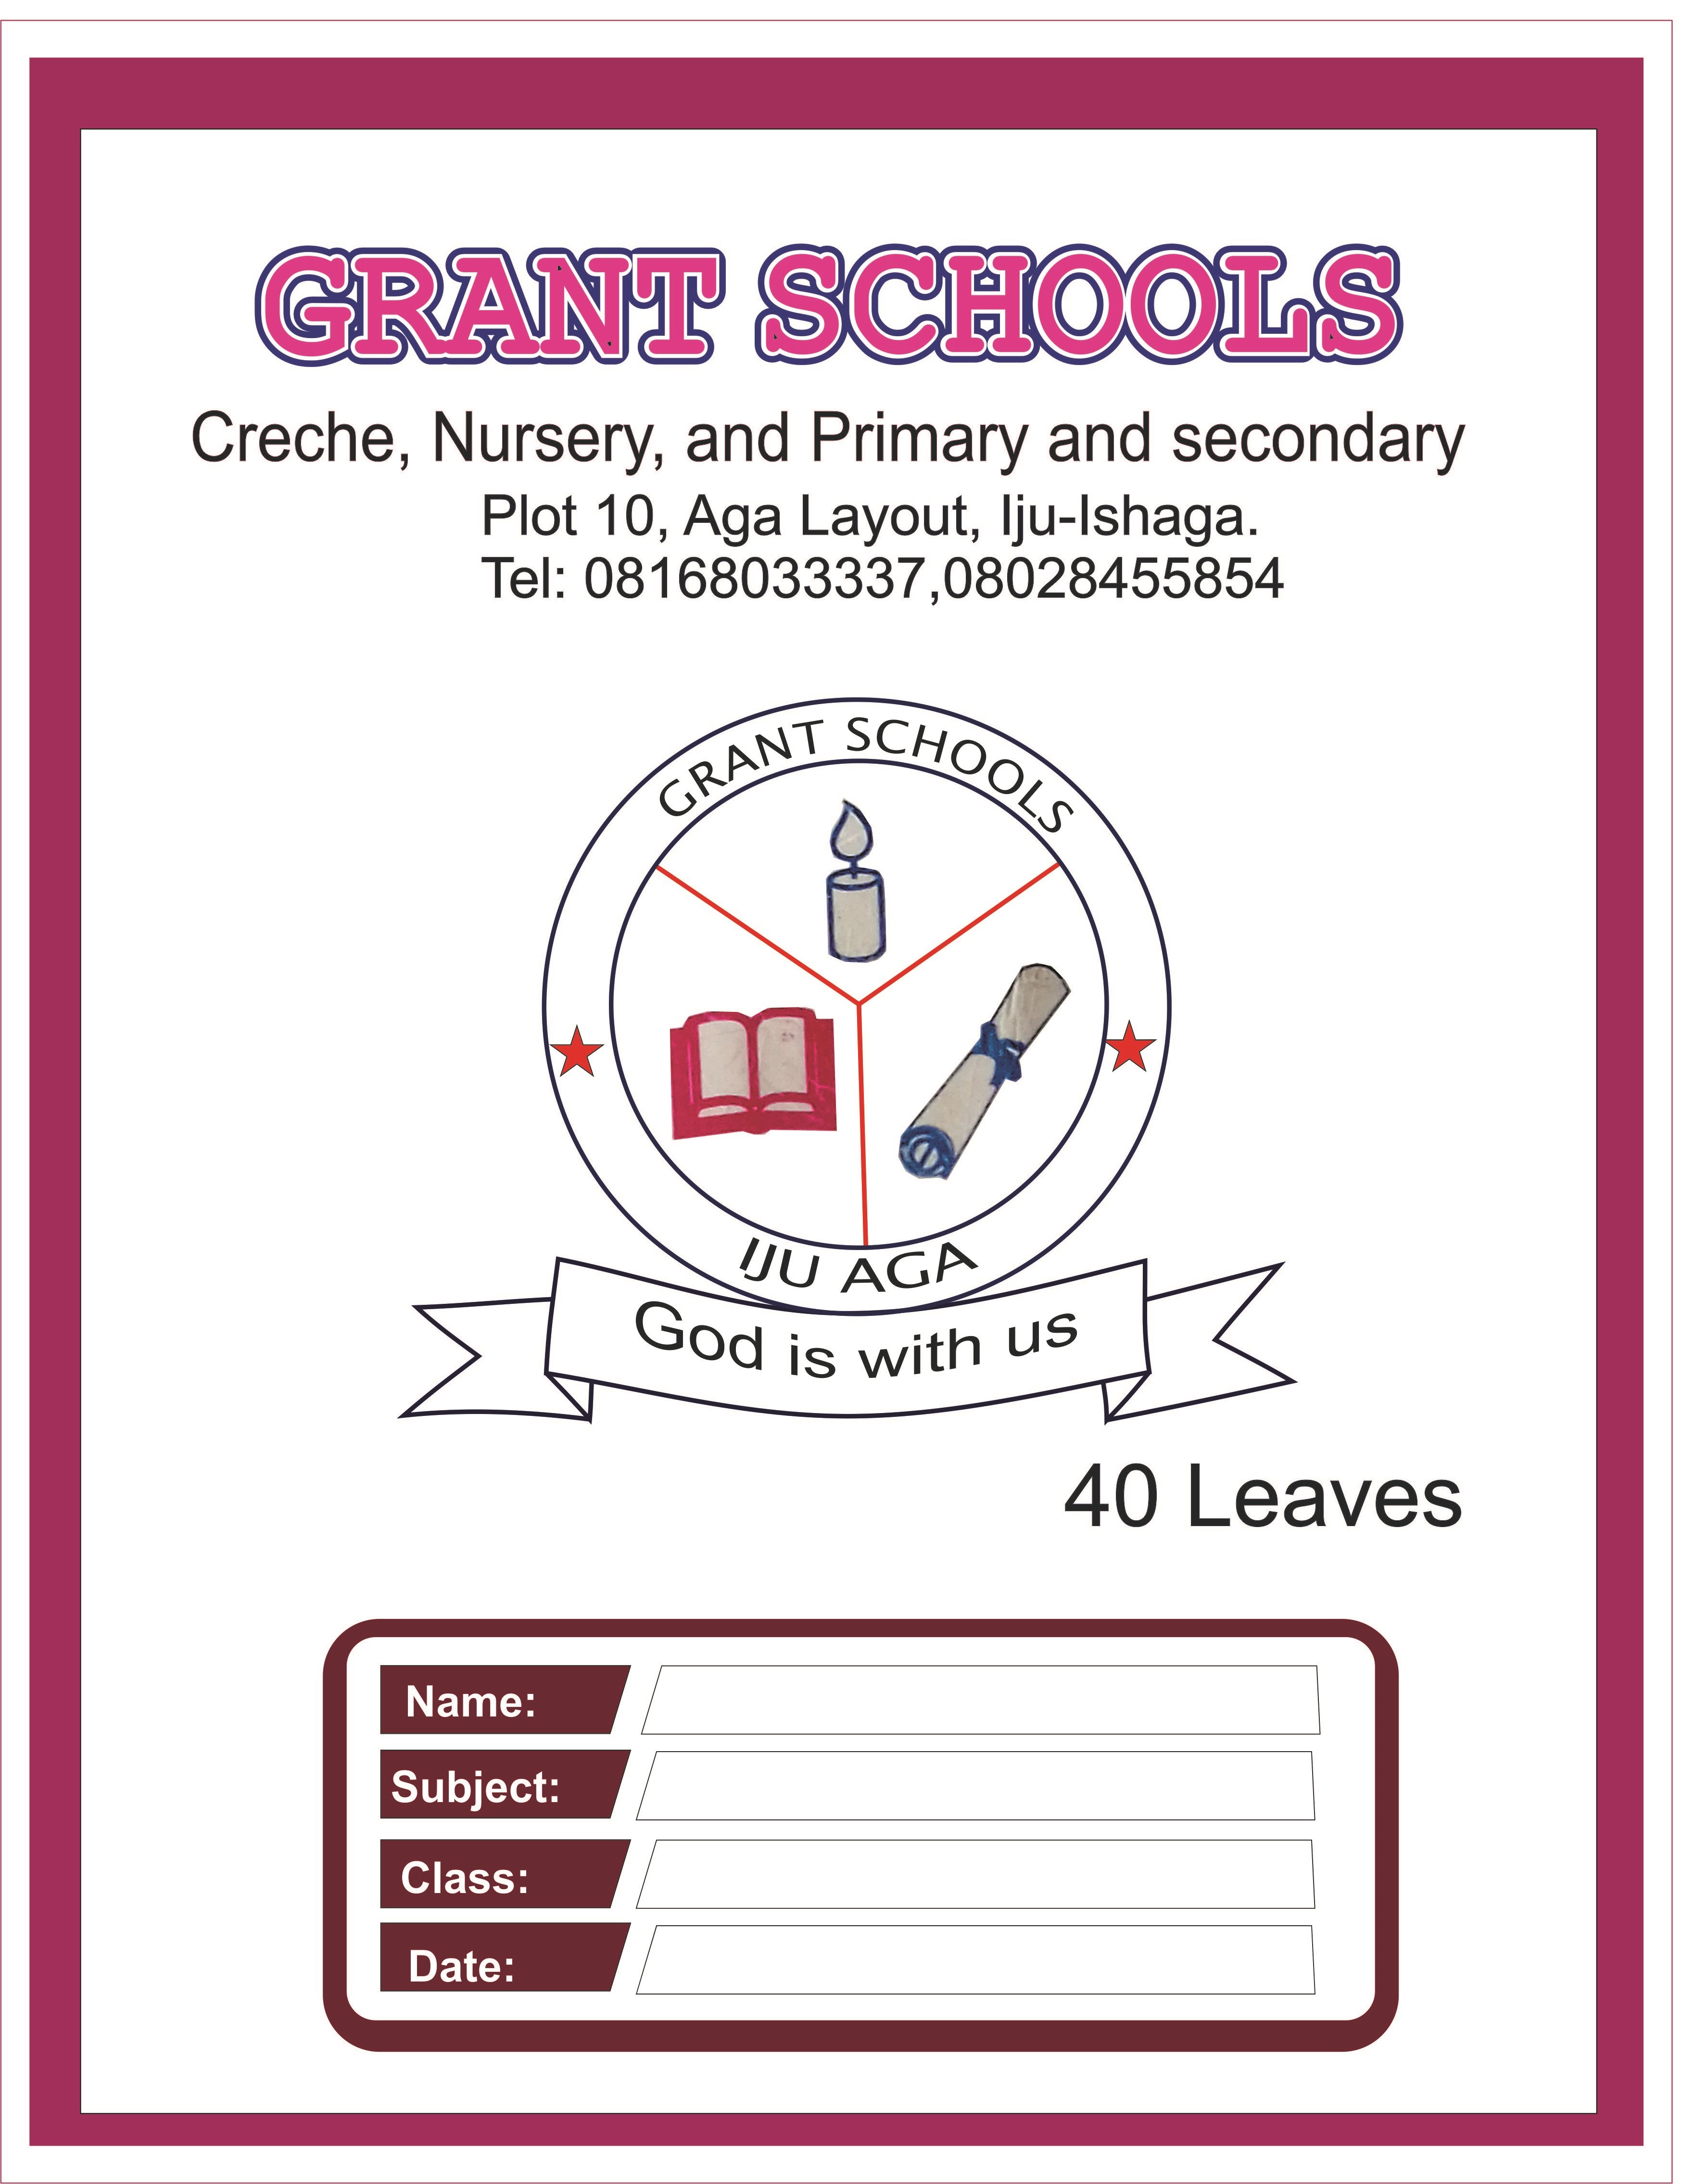 GRANT SCHOOLS
Creche, Nursery, and Primary and secondary
Plot 10, Aga Layout, Iju-Ishaga.
Tel: 08168033337,08028455854
GRANT SCHOOLS
IJU AGA
God is with us
40 Leaves
Name:
Subject:
Class:
Date: